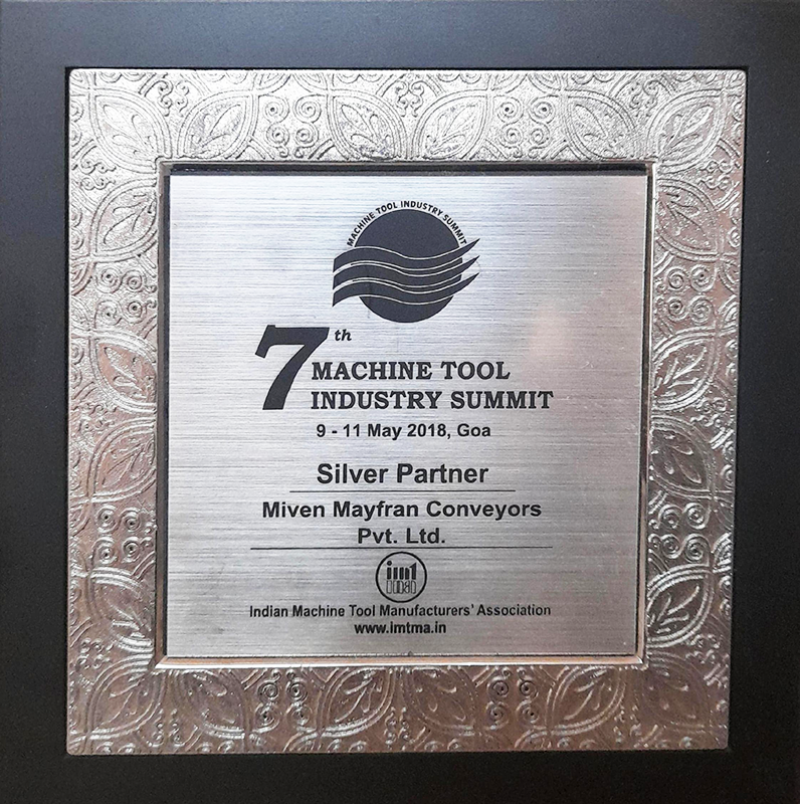 MACHINE TOOL INDUSTRY SUMMIT
7th
MACHINE TOOL
INDUSTRY SUMMIT
9 - 11 May 2018, Goa
Silver Partner
Miven Mayfran Conveyors
Pvt. Ltd.
Indian Machine Tool Manufacturers' Association
www.imtma.in